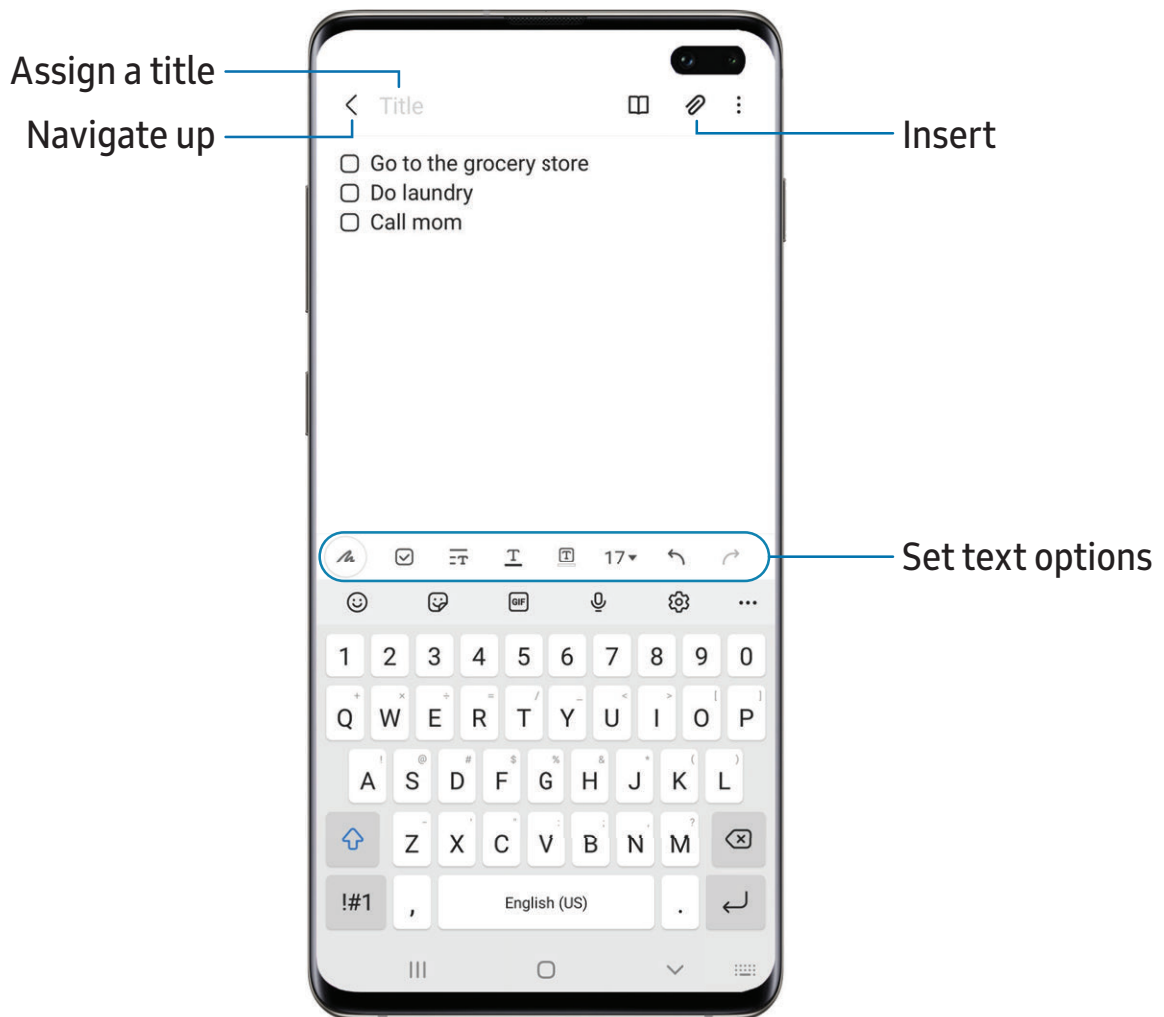 Assign a title
Title
Navigate up
Insert
Go to the grocery store
Do laundry
Call mom
T T T 17
Set text options
GIF
1 2 3 4 5 6 7 8 9 0
+ × ÷ = / _ < > [ ]
Q W E R T Y U I O P
! @ # $ % & * ( )
A S D F G H J K L
- ' " : ; , ?
Z X C V B N M
!#1 , English (US) .